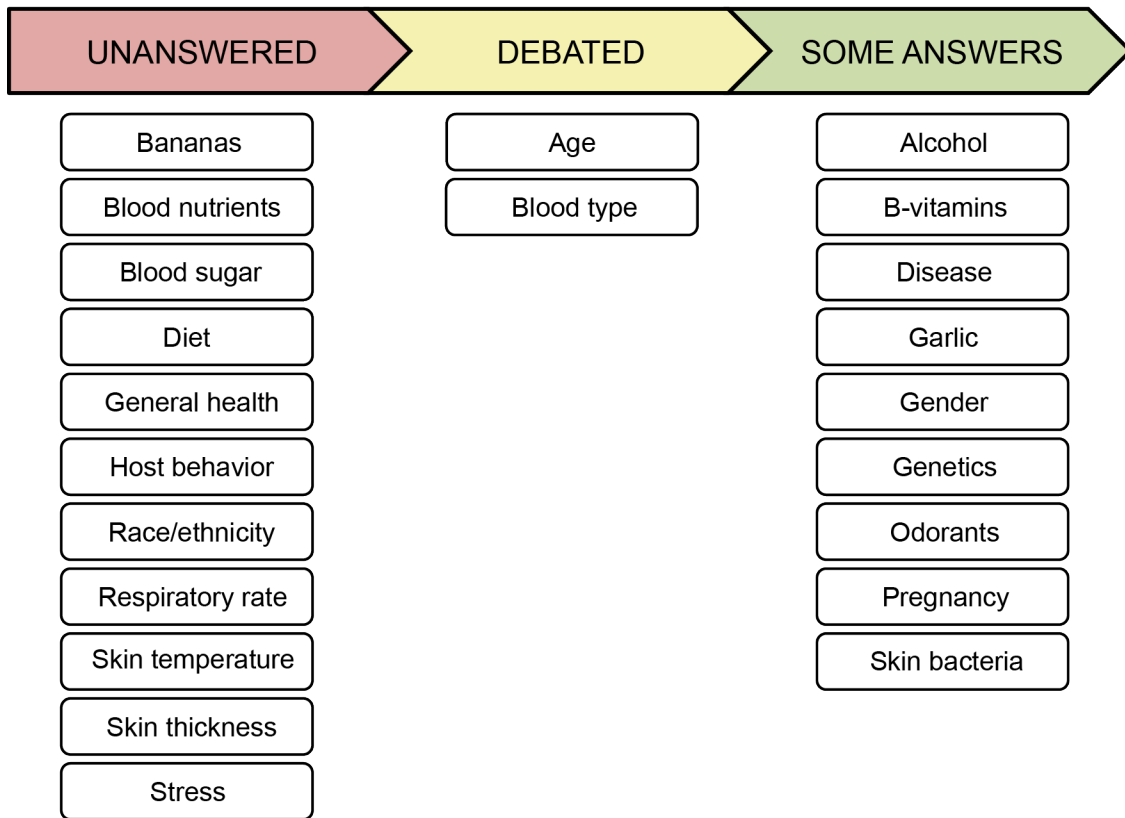 UNANSWERED
DEBATED
SOME ANSWERS
Bananas
Blood nutrients
Blood sugar
Diet
General health
Host behavior
Race/ethnicity
Respiratory rate
Skin temperature
Skin thickness
Stress
Age
Blood type
Alcohol
B-vitamins
Disease
Garlic
Gender
Genetics
Odorants
Pregnancy
Skin bacteria